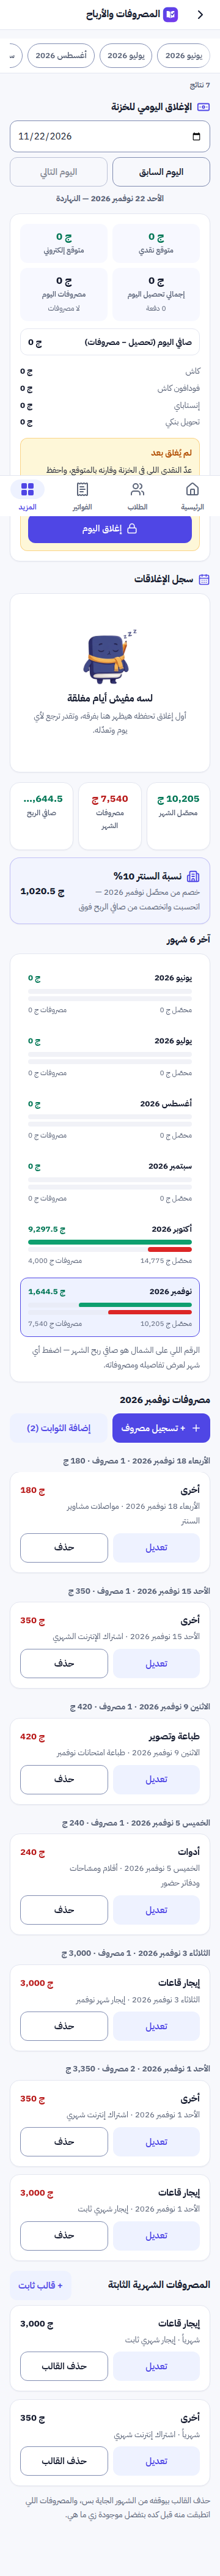 المصروفات والأرباح
يونيو 2026
يوليو 2026
أغسطس 2026
7 نتائج
الإغلاق اليومي للخزنة
11/22/2026
اليوم السابق
اليوم التالي
الأحد 22 نوفمبر 2026 — النهاردة
0 ج
متوقع نقدي
0 ج
متوقع إلكتروني
0 ج
إجمالي تحصيل اليوم
0 دفعة
0 ج
مصروفات اليوم
لا مصروفات
صافي اليوم (تحصيل − مصروفات)
0 ج
كاش
0 ج
فودافون كاش
0 ج
إنستاباي
0 ج
تحويل بنكي
0 ج
لم يُغلق بعد
عدّ النقدية اللي في الخزنة وقارنه بالمتوقع، واحفظ
الرئيسية
الطلاب
الفواتير
المزيد
إغلاق اليوم
سجل الإغلاقات
لسه مفيش أيام مغلقة
أول إغلاق تحفظه هيظهر هنا بفرقه، وتقدر ترجع لأي
يوم وتعدّله.
10,205 ج
محصّل الشهر
7,540 ج
مصروفات
الشهر
644.5,...
صافي الربح
نسبة السنتر 10%
خصم من محصّل نوفمبر 2026 —
اتحسبت واتخصمت من صافي الربح فوق
1,020.5 ج
آخر 6 شهور
يونيو 2026
0 ج
محصّل 0 ج
مصروفات 0 ج
يوليو 2026
0 ج
محصّل 0 ج
مصروفات 0 ج
أغسطس 2026
0 ج
محصّل 0 ج
مصروفات 0 ج
سبتمبر 2026
0 ج
محصّل 0 ج
مصروفات 0 ج
أكتوبر 2026
9,297.5 ج
محصّل 14,775 ج
مصروفات 4,000 ج
نوفمبر 2026
1,644.5 ج
محصّل 10,205 ج
مصروفات 7,540 ج
الرقم اللي على الشمال هو صافي ربح الشهر — اضغط أي
شهر لعرض تفاصيله ومصروفاته.
مصروفات نوفمبر 2026
+ تسجيل مصروف
إضافة الثوابت (2)
الأربعاء 18 نوفمبر 2026 · 1 مصروف · 180 ج
أخرى
180 ج
الأربعاء 18 نوفمبر 2026 · مواصلات مشاوير
السنتر
تعديل
حذف
الأحد 15 نوفمبر 2026 · 1 مصروف · 350 ج
أخرى
350 ج
الأحد 15 نوفمبر 2026 · اشتراك الإنترنت الشهري
تعديل
حذف
الاثنين 9 نوفمبر 2026 · 1 مصروف · 420 ج
طباعة وتصوير
420 ج
الاثنين 9 نوفمبر 2026 · طباعة امتحانات نوفمبر
تعديل
حذف
الخميس 5 نوفمبر 2026 · 1 مصروف · 240 ج
أدوات
240 ج
الخميس 5 نوفمبر 2026 · أقلام ومشاحات
ودفاتر حضور
تعديل
حذف
الثلاثاء 3 نوفمبر 2026 · 1 مصروف · 3,000 ج
إيجار قاعات
3,000 ج
الثلاثاء 3 نوفمبر 2026 · إيجار شهر نوفمبر
تعديل
حذف
الأحد 1 نوفمبر 2026 · 2 مصروف · 3,350 ج
أخرى
350 ج
الأحد 1 نوفمبر 2026 · اشتراك إنترنت شهري
تعديل
حذف
إيجار قاعات
3,000 ج
الأحد 1 نوفمبر 2026 · إيجار شهري ثابت
تعديل
حذف
المصروفات الشهرية الثابتة
+ قالب ثابت
إيجار قاعات
3,000 ج
شهرياً · إيجار شهري ثابت
تعديل
حذف القالب
أخرى
350 ج
شهرياً · اشتراك إنترنت شهري
تعديل
حذف القالب
حذف القالب بيوقفه من الشهور الجاية بس، والمصروفات اللي
اتطبقت منه قبل كده بتفضل موجودة زي ما هي.